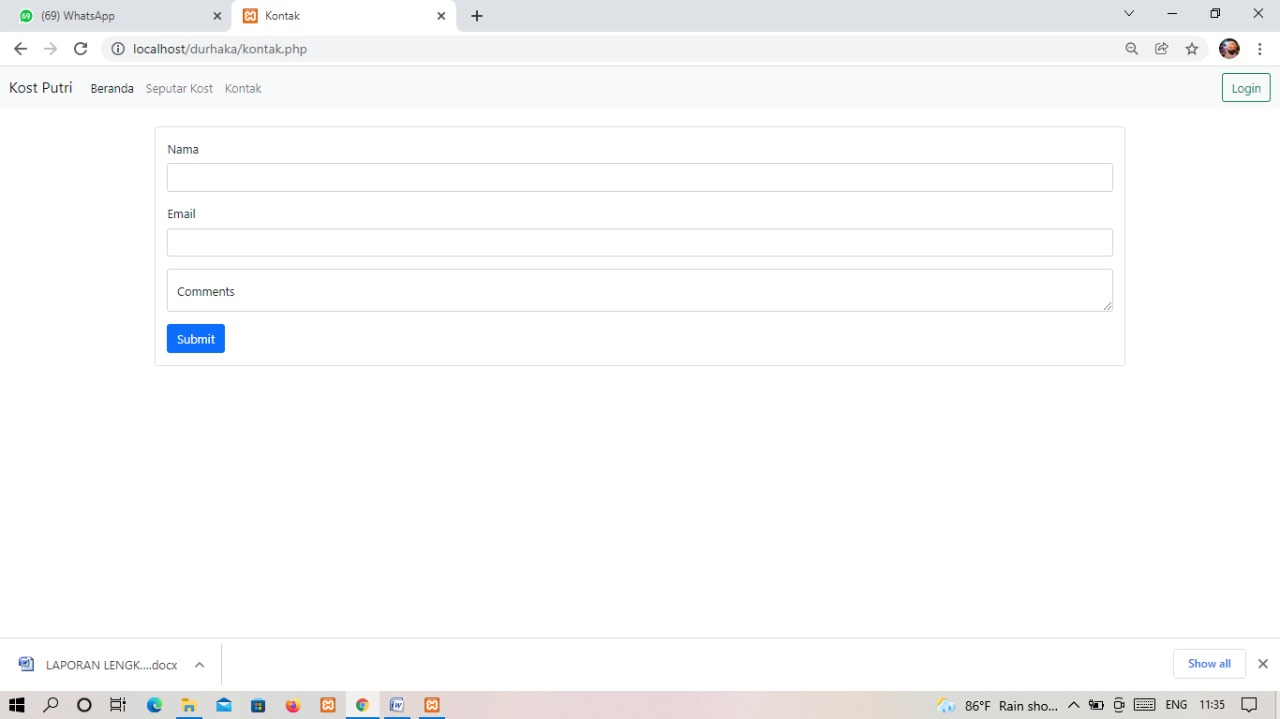 (69) WhatsApp
Kontak
localhost/durhaka/kontak.php
Kost Putri Beranda Seputar Kost Kontak Login
Nama
Email
Comments
Submit
LAPORAN LENGK....docx
Show all
86°F Rain sho... ENG 11:35